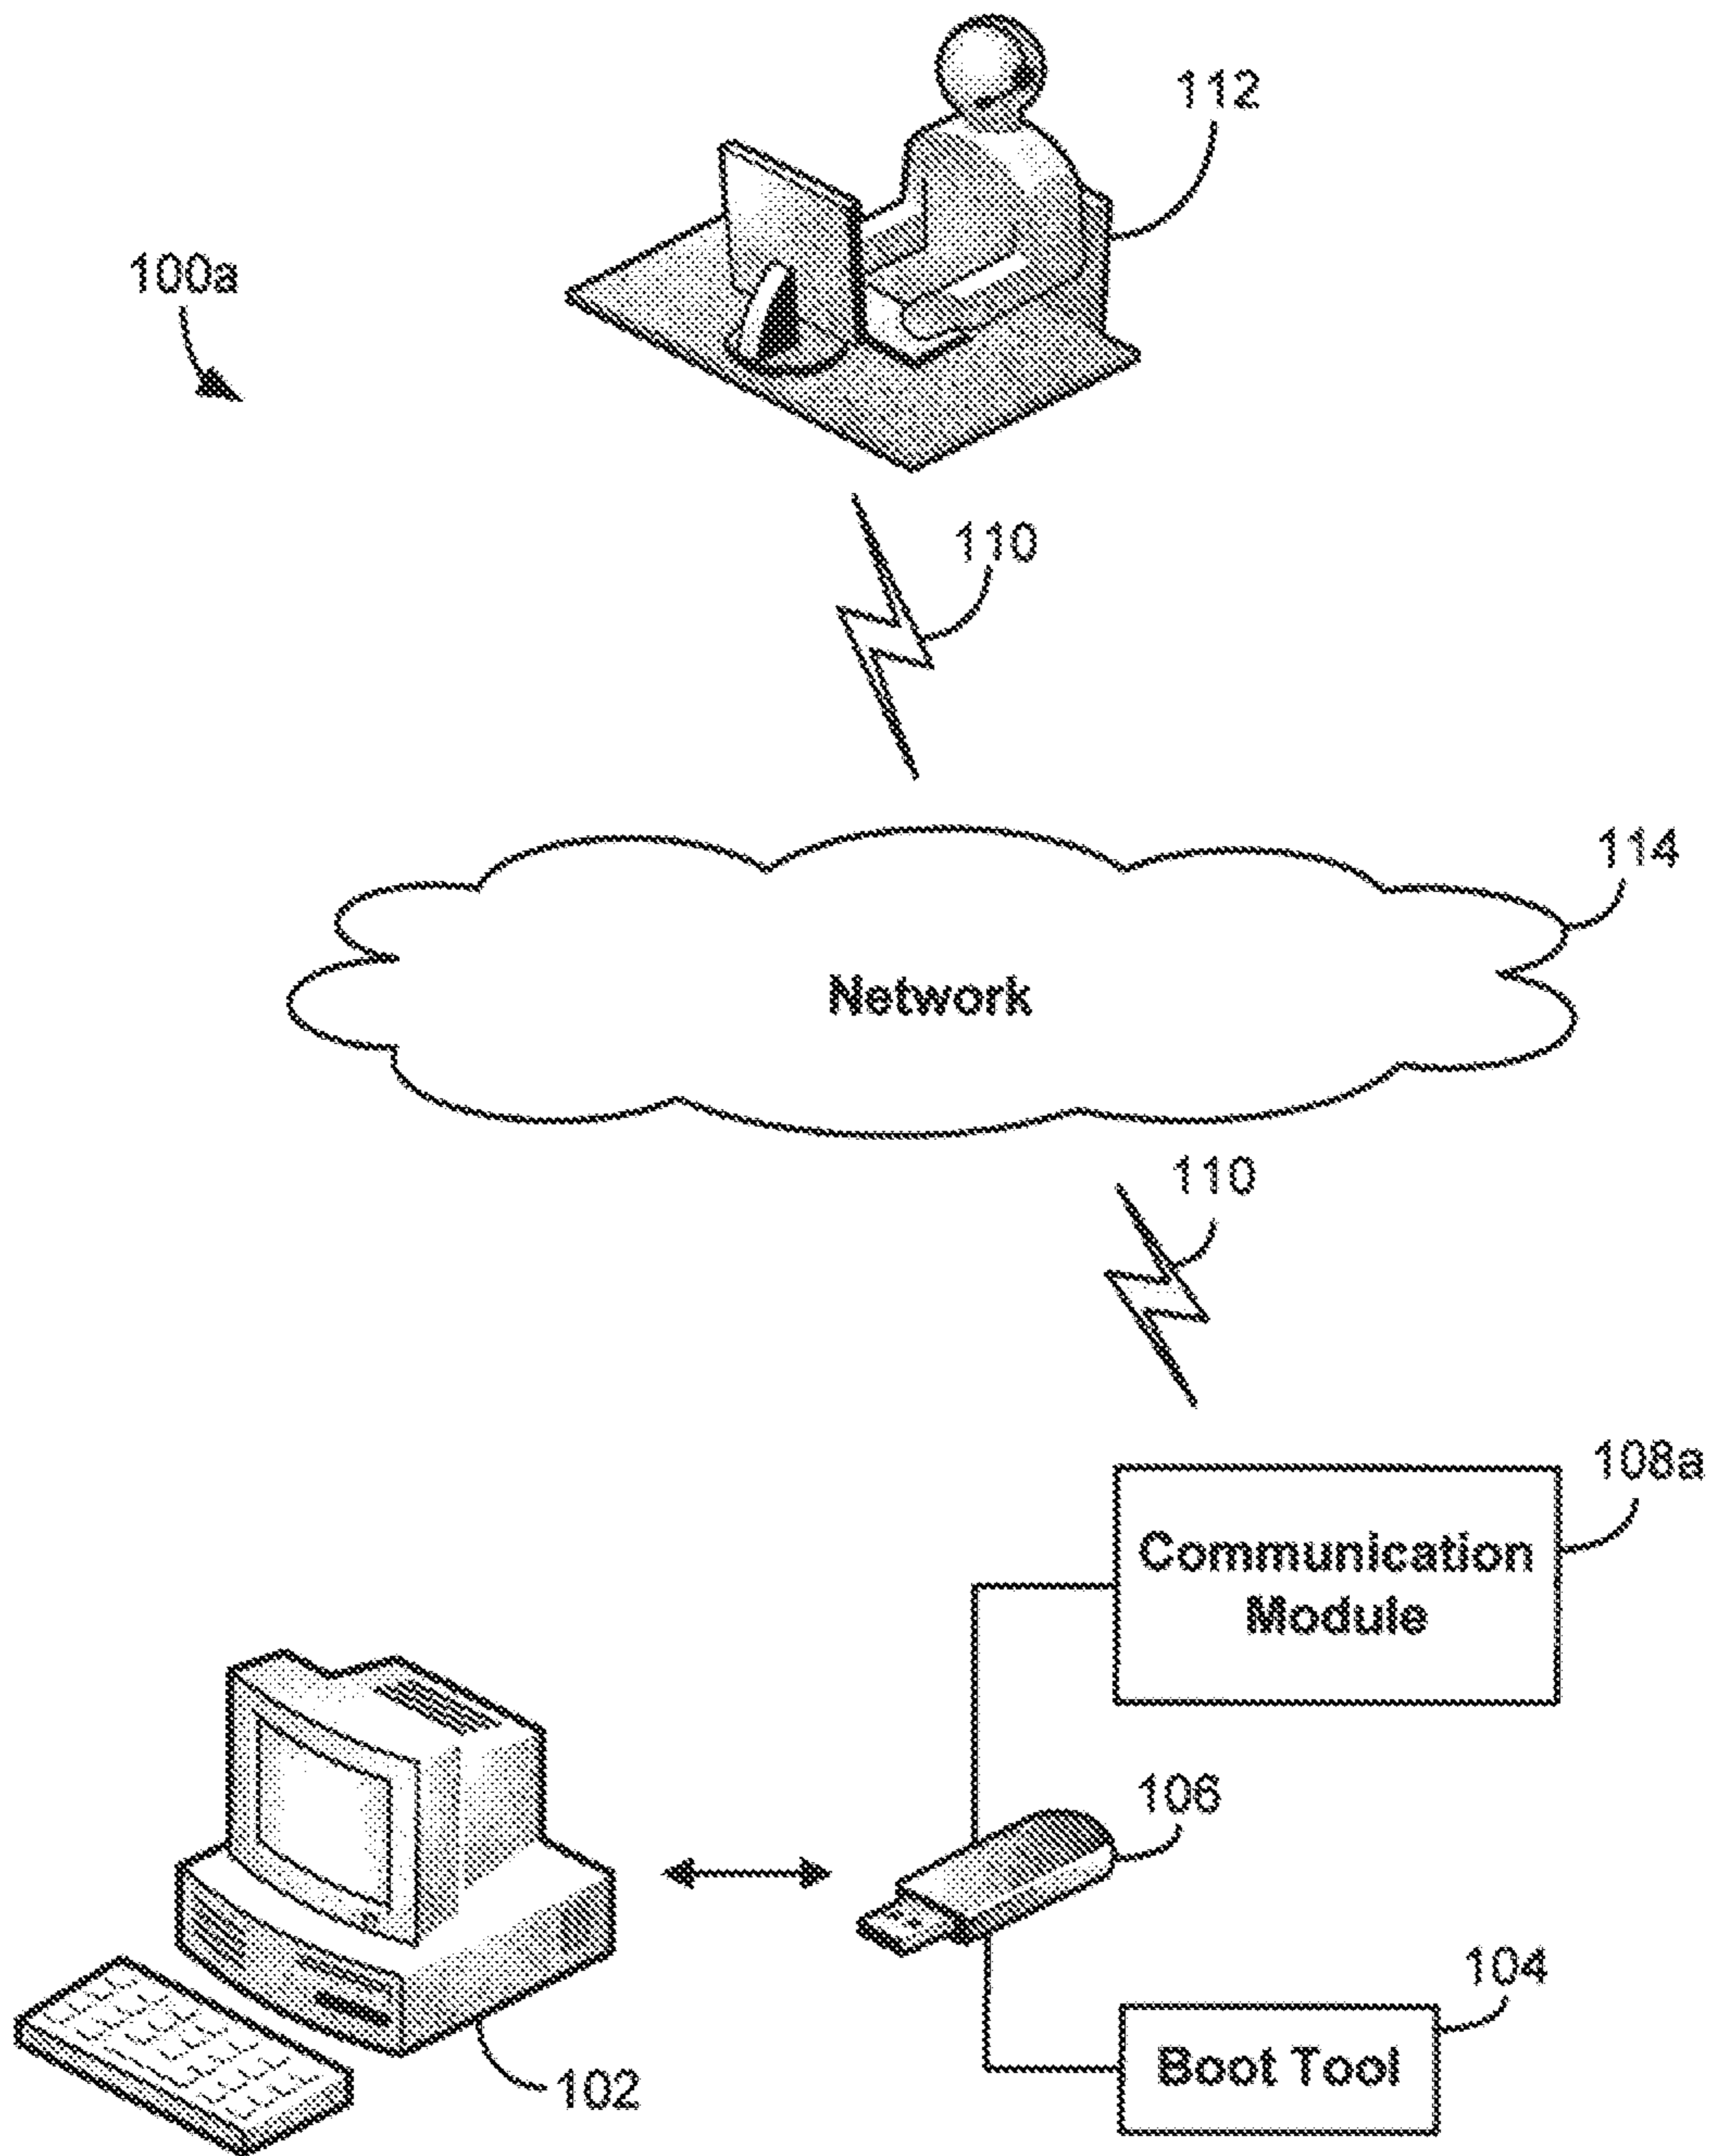 112
100a
110
114
Network
110
108a
Communication
Module
106
104
Boot Tool
102